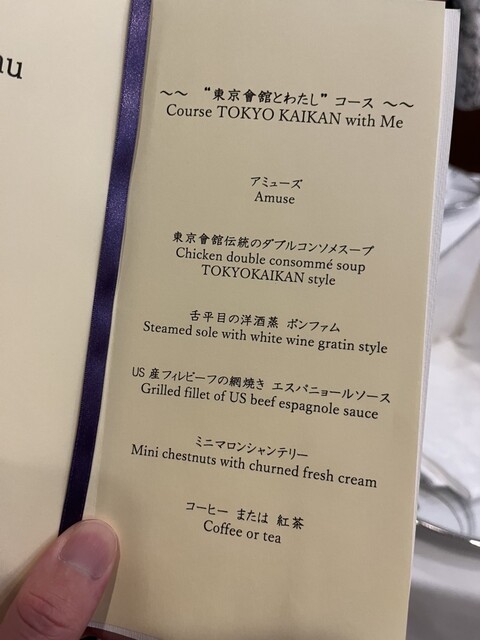 nu
～～ “東京會舘とわたし” コース ～～
Course TOKYO KAIKAN with Me
アミューズ
Amuse
東京會舘伝統のダブルコンソメスープ
Chicken double consommé soup
TOKYOKAIKAN style
舌平目の洋酒蒸 ボンファム
Steamed sole with white wine gratin style
US産フィレビーフの網焼き エスパニョールソース
Grilled fillet of US beef espagnole sauce
ミニマロンシャンテリー
Mini chestnuts with churned fresh cream
コーヒー または 紅茶
Coffee or tea